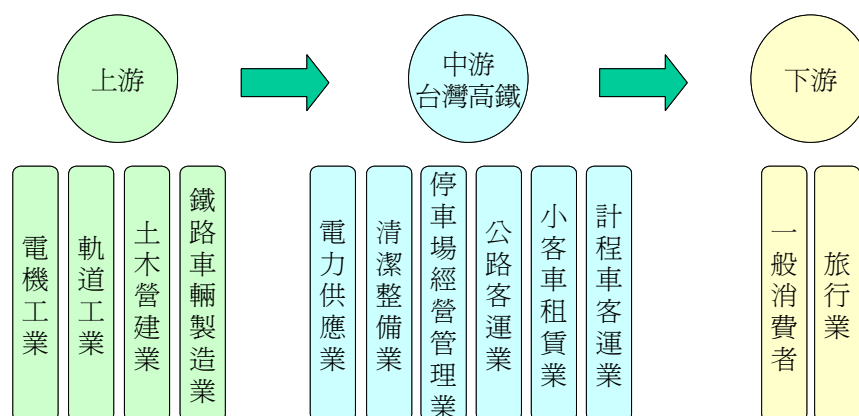 上游
中游
台灣高鐵
下游
電機工業
軌道工業
土木營建業
鐵路車輛製造業
電力供應業
清潔整備業
停車場經營管理業
公路客運業
小客車租賃業
計程車客運業
一般消費者
旅行業